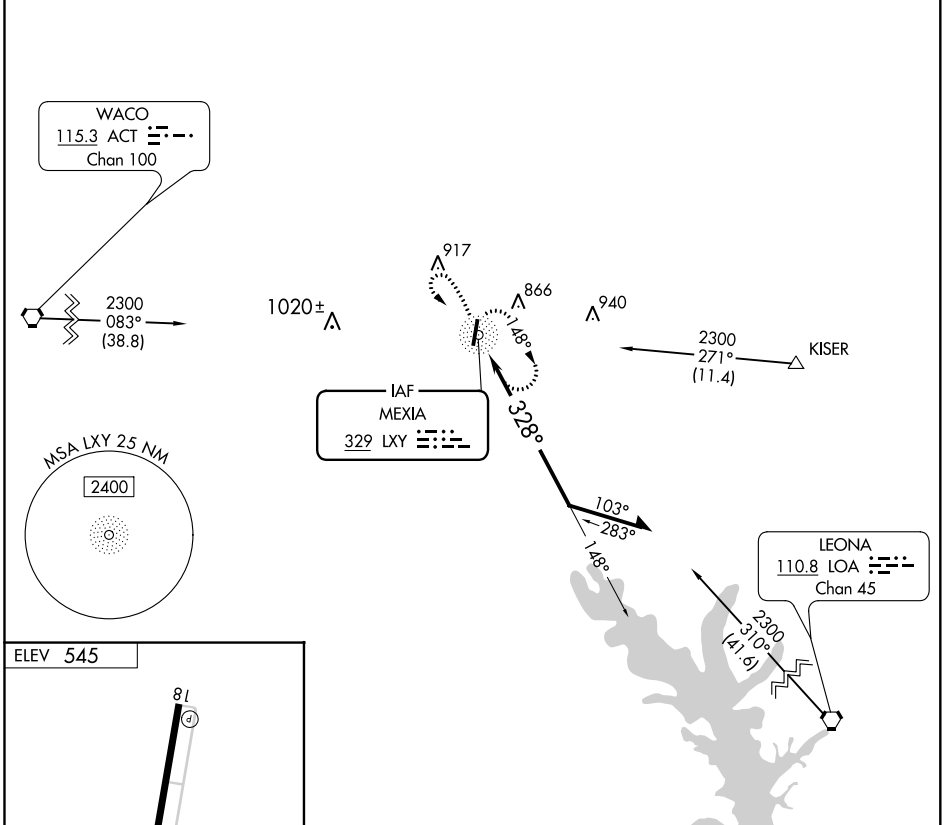 WACO
115.3 ACT
Chan 100
2300
083°
(38.8)
917
866
940
1020±
148°
2300
271°
(11.4)
KISER
IAF
MEXIA
329 LXY
328°
MSA LXY 25 NM
2400
103°
283°
148°
LEONA
110.8 LOA
Chan 45
2300
310°
(41.6)
ELEV 545
18
P